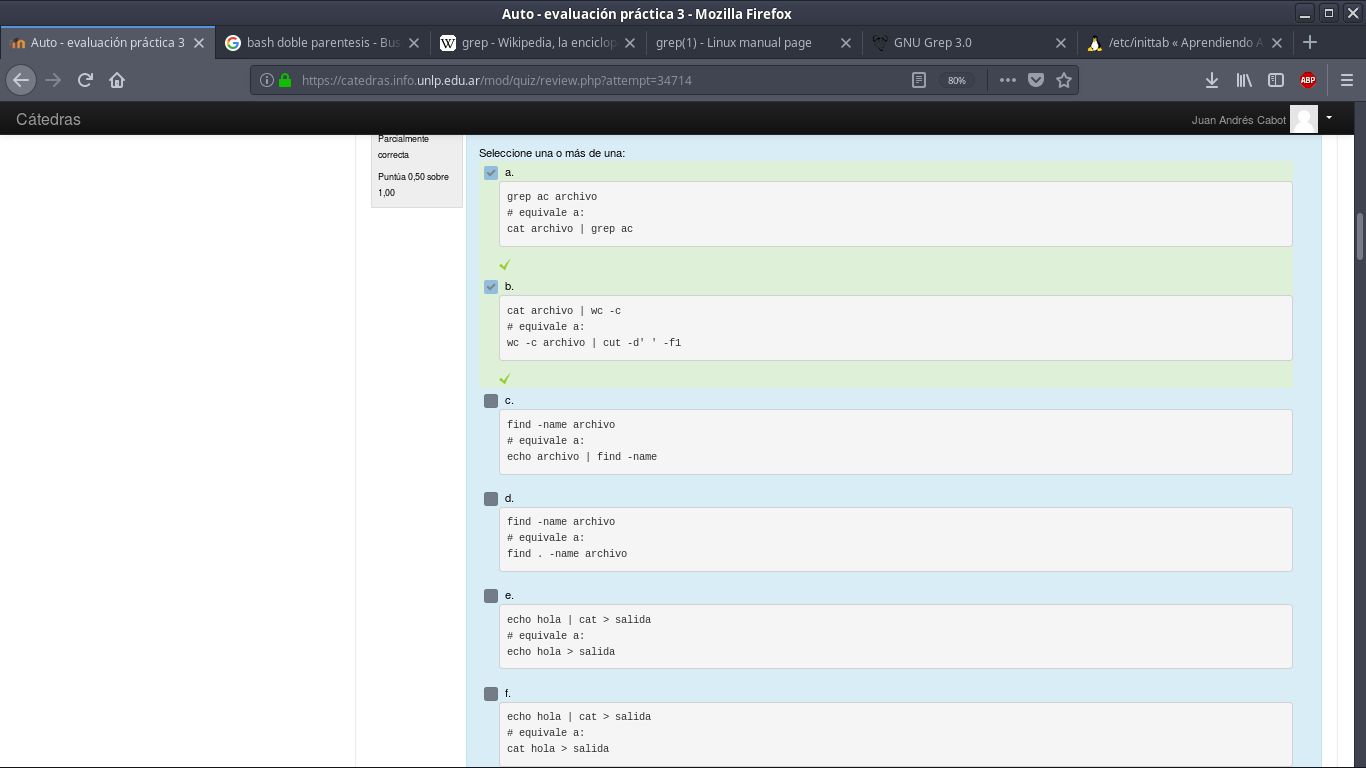 Auto - evaluación práctica 3 - Mozilla Firefox
Auto - evaluación práctica 3
bash doble parentesis - Bus
W grep - Wikipedia, la enciclop
grep(1) - Linux manual page
GNU Grep 3.0
/etc/inittab « Aprendiendo A
https://catedras.info.unlp.edu.ar/mod/quiz/review.php?attempt=34714
80%
ABP
Cátedras
Juan Andrés Cabot
Parcialmente
correcta
Puntúa 0,50 sobre
1,00
Seleccione una o más de una:
a.
grep ac archivo
# equivale a:
cat archivo | grep ac
b.
cat archivo | wc -c
# equivale a:
wc -c archivo | cut -d' ' -f1
c.
find -name archivo
# equivale a:
echo archivo | find -name
d.
find -name archivo
# equivale a:
find . -name archivo
e.
echo hola | cat > salida
# equivale a:
echo hola > salida
f.
echo hola | cat > salida
# equivale a:
cat hola > salida